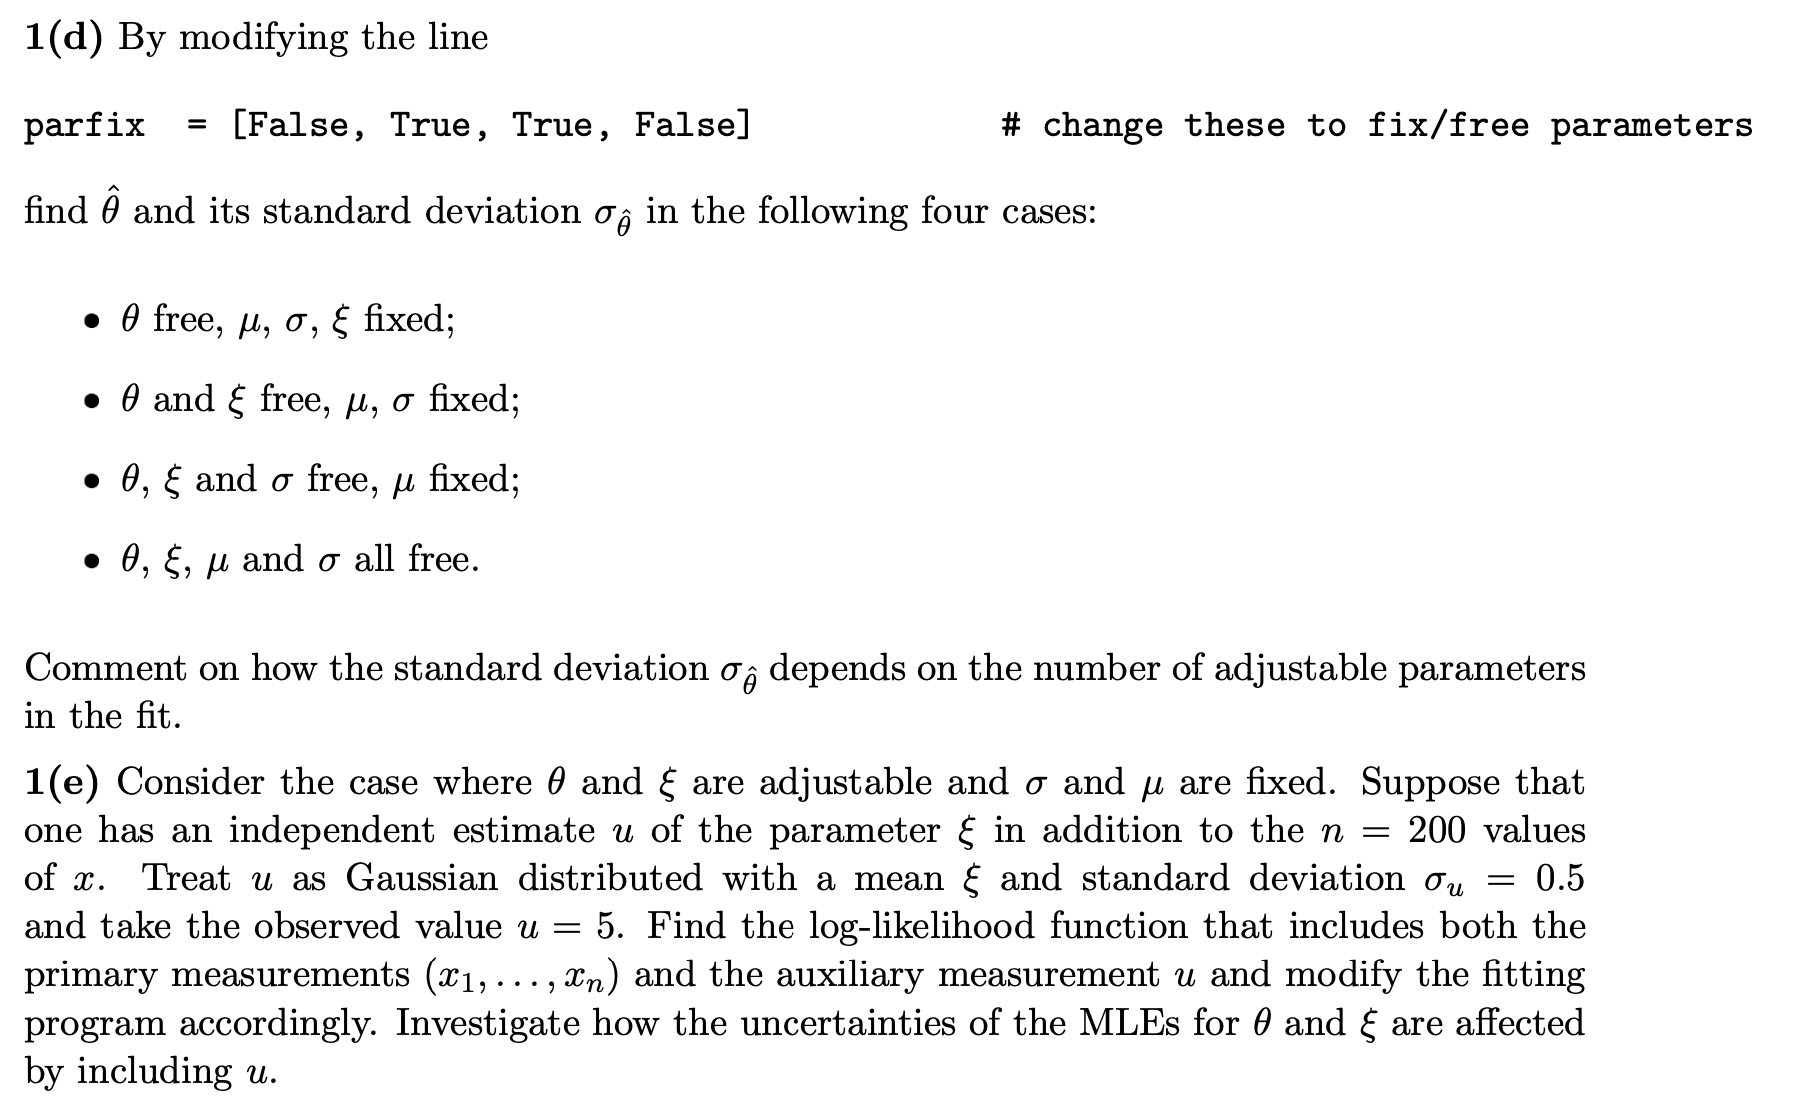 1(d) By modifying the line
parfix = [False, True, True, False] # change these to fix/free parameters
find θ̂ and its standard deviation σ_θ̂ in the following four cases:
• θ free, μ, σ, ξ fixed;
• θ and ξ free, μ, σ fixed;
• θ, ξ and σ free, μ fixed;
• θ, ξ, μ and σ all free.
Comment on how the standard deviation σ_θ̂ depends on the number of adjustable parameters
in the fit.
1(e) Consider the case where θ and ξ are adjustable and σ and μ are fixed. Suppose that
one has an independent estimate u of the parameter ξ in addition to the n = 200 values
of x. Treat u as Gaussian distributed with a mean ξ and standard deviation σ_u = 0.5
and take the observed value u = 5. Find the log-likelihood function that includes both the
primary measurements (x₁, . . . , xₙ) and the auxiliary measurement u and modify the fitting
program accordingly. Investigate how the uncertainties of the MLEs for θ and ξ are affected
by including u.